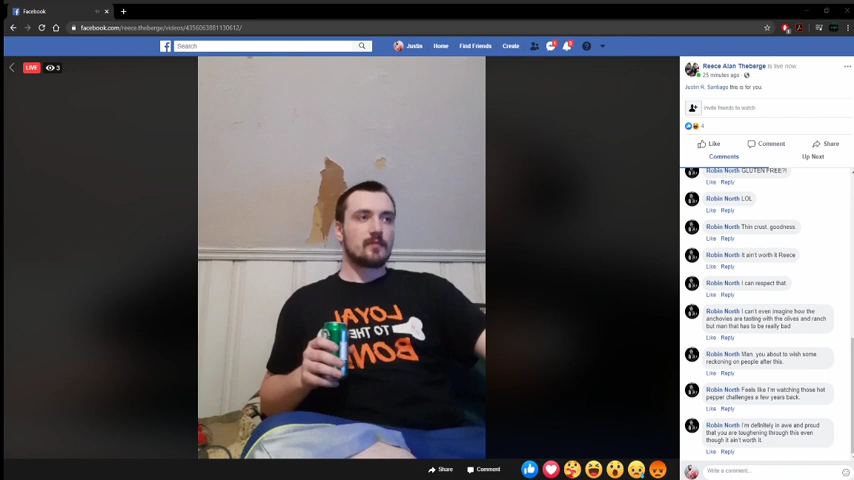 Facebook
facebook.com/reece.theberge/videos/4356063881130612/
Search
Justin
Home
Find Friends
Create
LIVE
3
Reece Alan Theberge is live now.
25 minutes ago
Justin R. Santiago this is for you.
Invite friends to watch
4
Like
Comment
Share
Comments
Up Next
Robin North GLUTEN FREE?!
Like Reply
Robin North LOL
Like Reply
Robin North Thin crust..goodness.
Like Reply
Robin North It ain't worth it Reece
Like Reply
Robin North I can respect that.
Like Reply
Robin North I can't even imagine how the
anchovies are tasting with the olives and ranch
but man that has to be really bad
Like Reply
Robin North Man, you about to wish some
reckoning on people after this.
Like Reply
Robin North Feels like I'm watching those hot
pepper challenges a few years back.
Like Reply
Robin North I'm definitely in awe and proud
that you are toughening through this even
though it ain't worth it.
Like Reply
LOYAL
TO THE
BONE
Share
Comment
Write a comment...